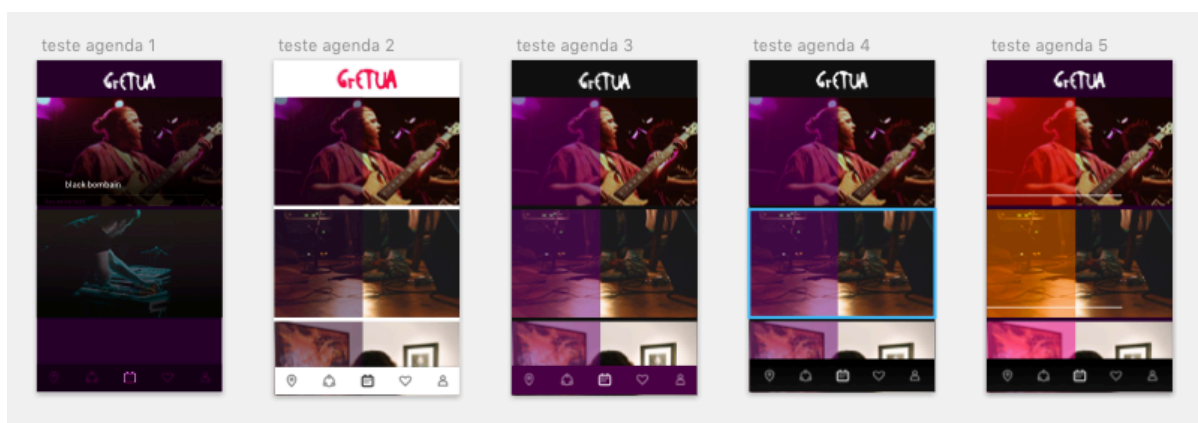 teste agenda 1
teste agenda 2
teste agenda 3
teste agenda 4
teste agenda 5
GrETUA
GrETUA
GrETUA
GrETUA
GrETUA
black bombain